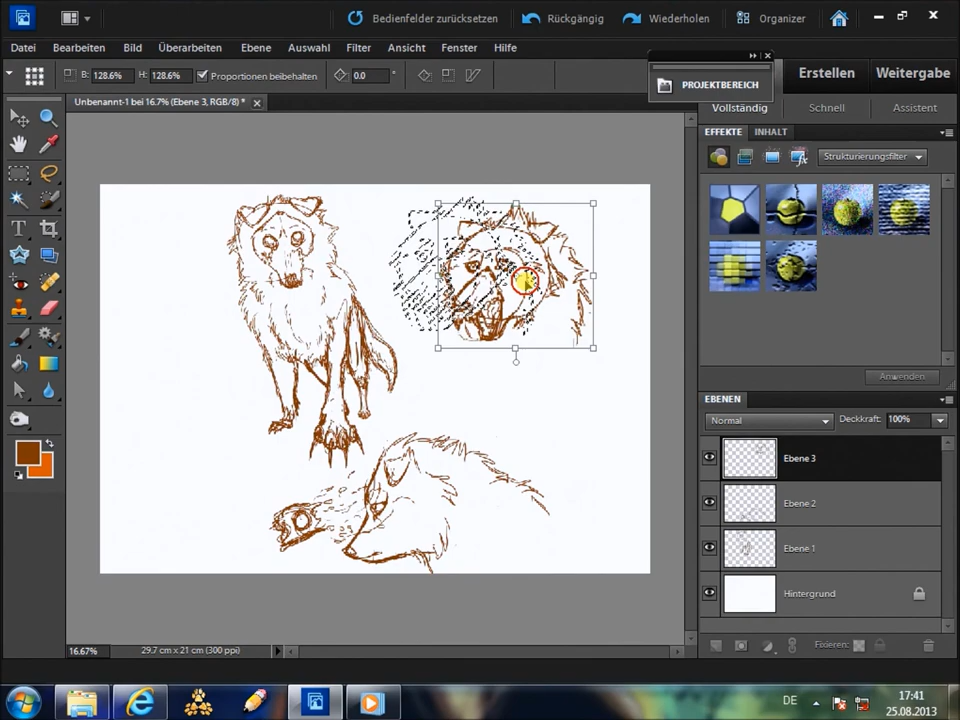 Bedienfelder zurücksetzen Rückgängig Wiederholen Organizer
Datei Bearbeiten Bild Überarbeiten Ebene Auswahl Filter Ansicht Fenster Hilfe
B: 128.6% H: 128.6% Proportionen beibehalten 0.0 °
PROJEKTBEREICH
Erstellen Weitergabe
Unbenannt-1 bei 16.7% (Ebene 3, RGB/8) *
Vollständig Schnell Assistent
EFFEKTE INHALT
Strukturierungsfilter
Anwenden
EBENEN
Normal Deckkraft: 100%
Ebene 3
Ebene 2
Ebene 1
Hintergrund
Fixieren:
16.67% 29.7 cm x 21 cm (300 ppi)
DE 17:41
25.08.2013